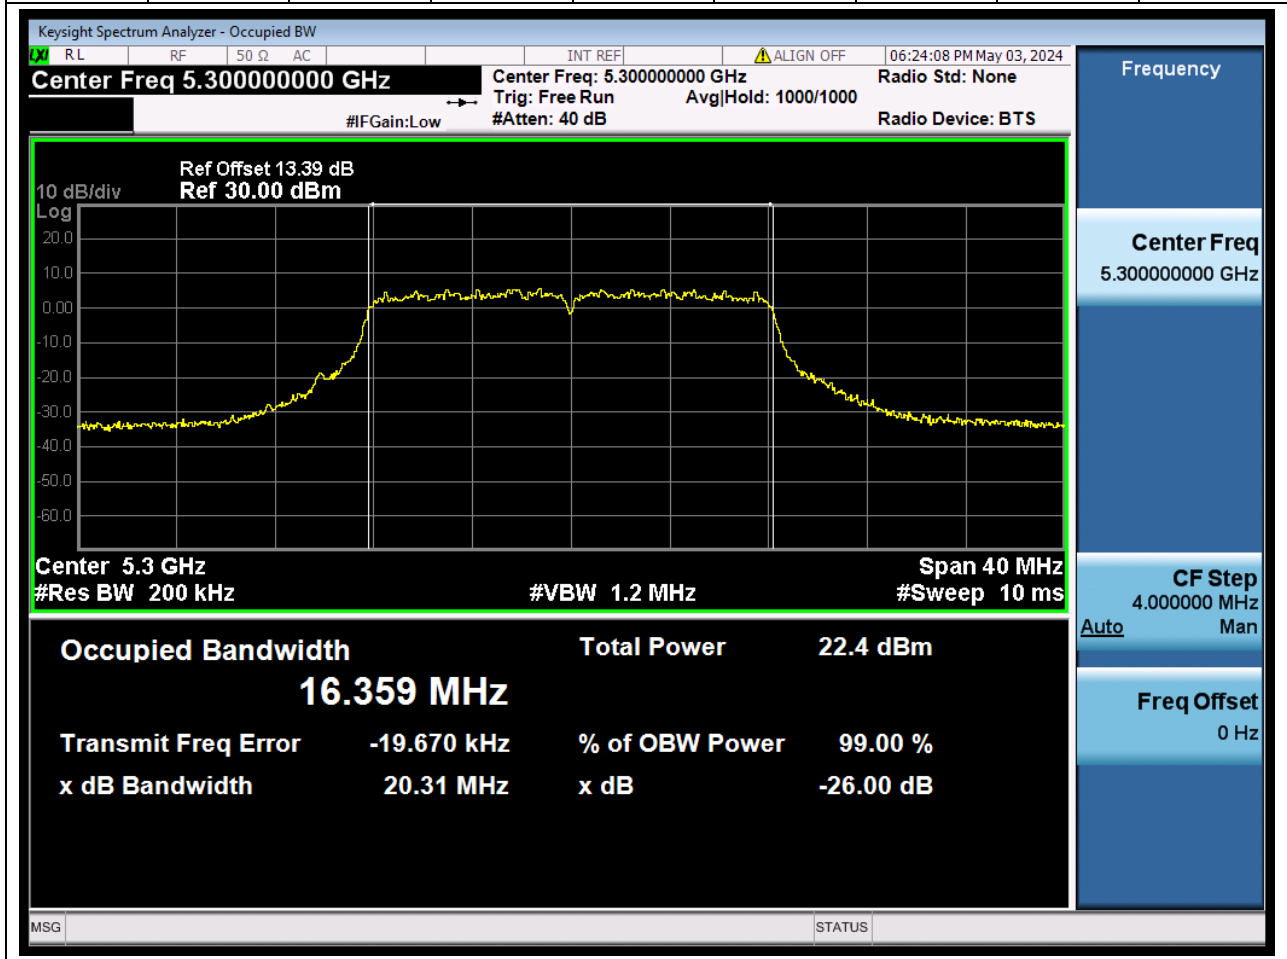 Keysight Spectrum Analyzer - Occupied BW
LXI RL RF 50 Ω AC INT REF ALIGN OFF 06:24:08 PM May 03, 2024
Center Freq 5.300000000 GHz
Center Freq: 5.300000000 GHz
Radio Std: None
Trig: Free Run Avg|Hold: 1000/1000
#IFGain:Low
#Atten: 40 dB
Radio Device: BTS
Ref Offset 13.39 dB
10 dB/div Ref 30.00 dBm
Log
20.0
10.0
0.00
-10.0
-20.0
-30.0
-40.0
-50.0
-60.0
Center 5.3 GHz Span 40 MHz
#Res BW 200 kHz #VBW 1.2 MHz #Sweep 10 ms
Occupied Bandwidth Total Power 22.4 dBm
16.359 MHz
Transmit Freq Error -19.670 kHz % of OBW Power 99.00 %
x dB Bandwidth 20.31 MHz x dB -26.00 dB
MSG STATUS
Frequency
Center Freq
5.300000000 GHz
CF Step
4.000000 MHz
Auto Man
Freq Offset
0 Hz